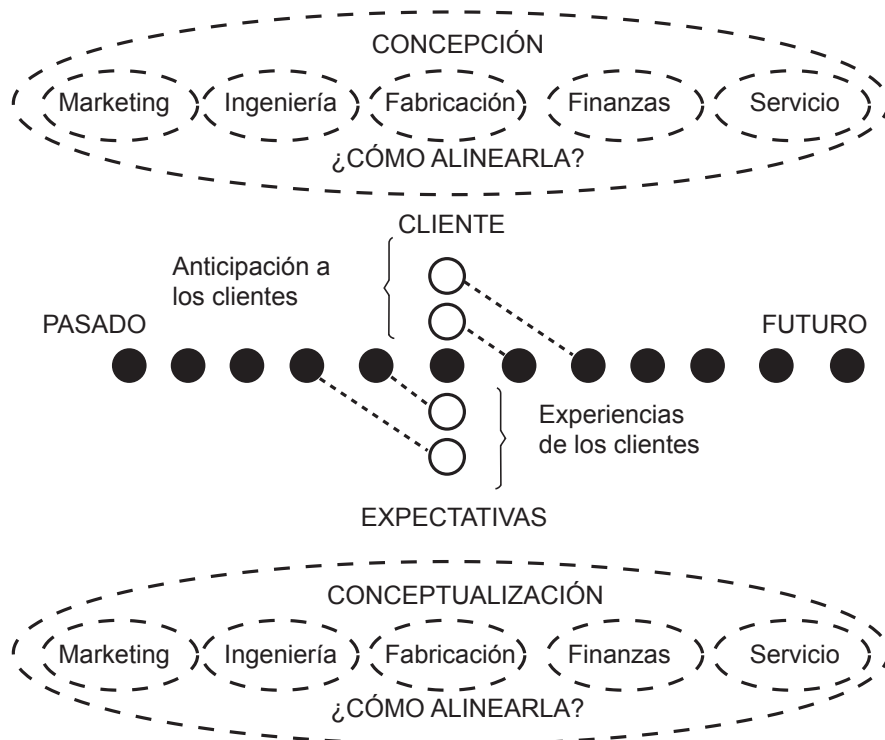 CONCEPCIÓN
Marketing Ingeniería Fabricación Finanzas Servicio
¿CÓMO ALINEARLA?
CLIENTE
Anticipación a
los clientes
PASADO FUTURO
Experiencias
de los clientes
EXPECTATIVAS
CONCEPTUALIZACIÓN
Marketing Ingeniería Fabricación Finanzas Servicio
¿CÓMO ALINEARLA?